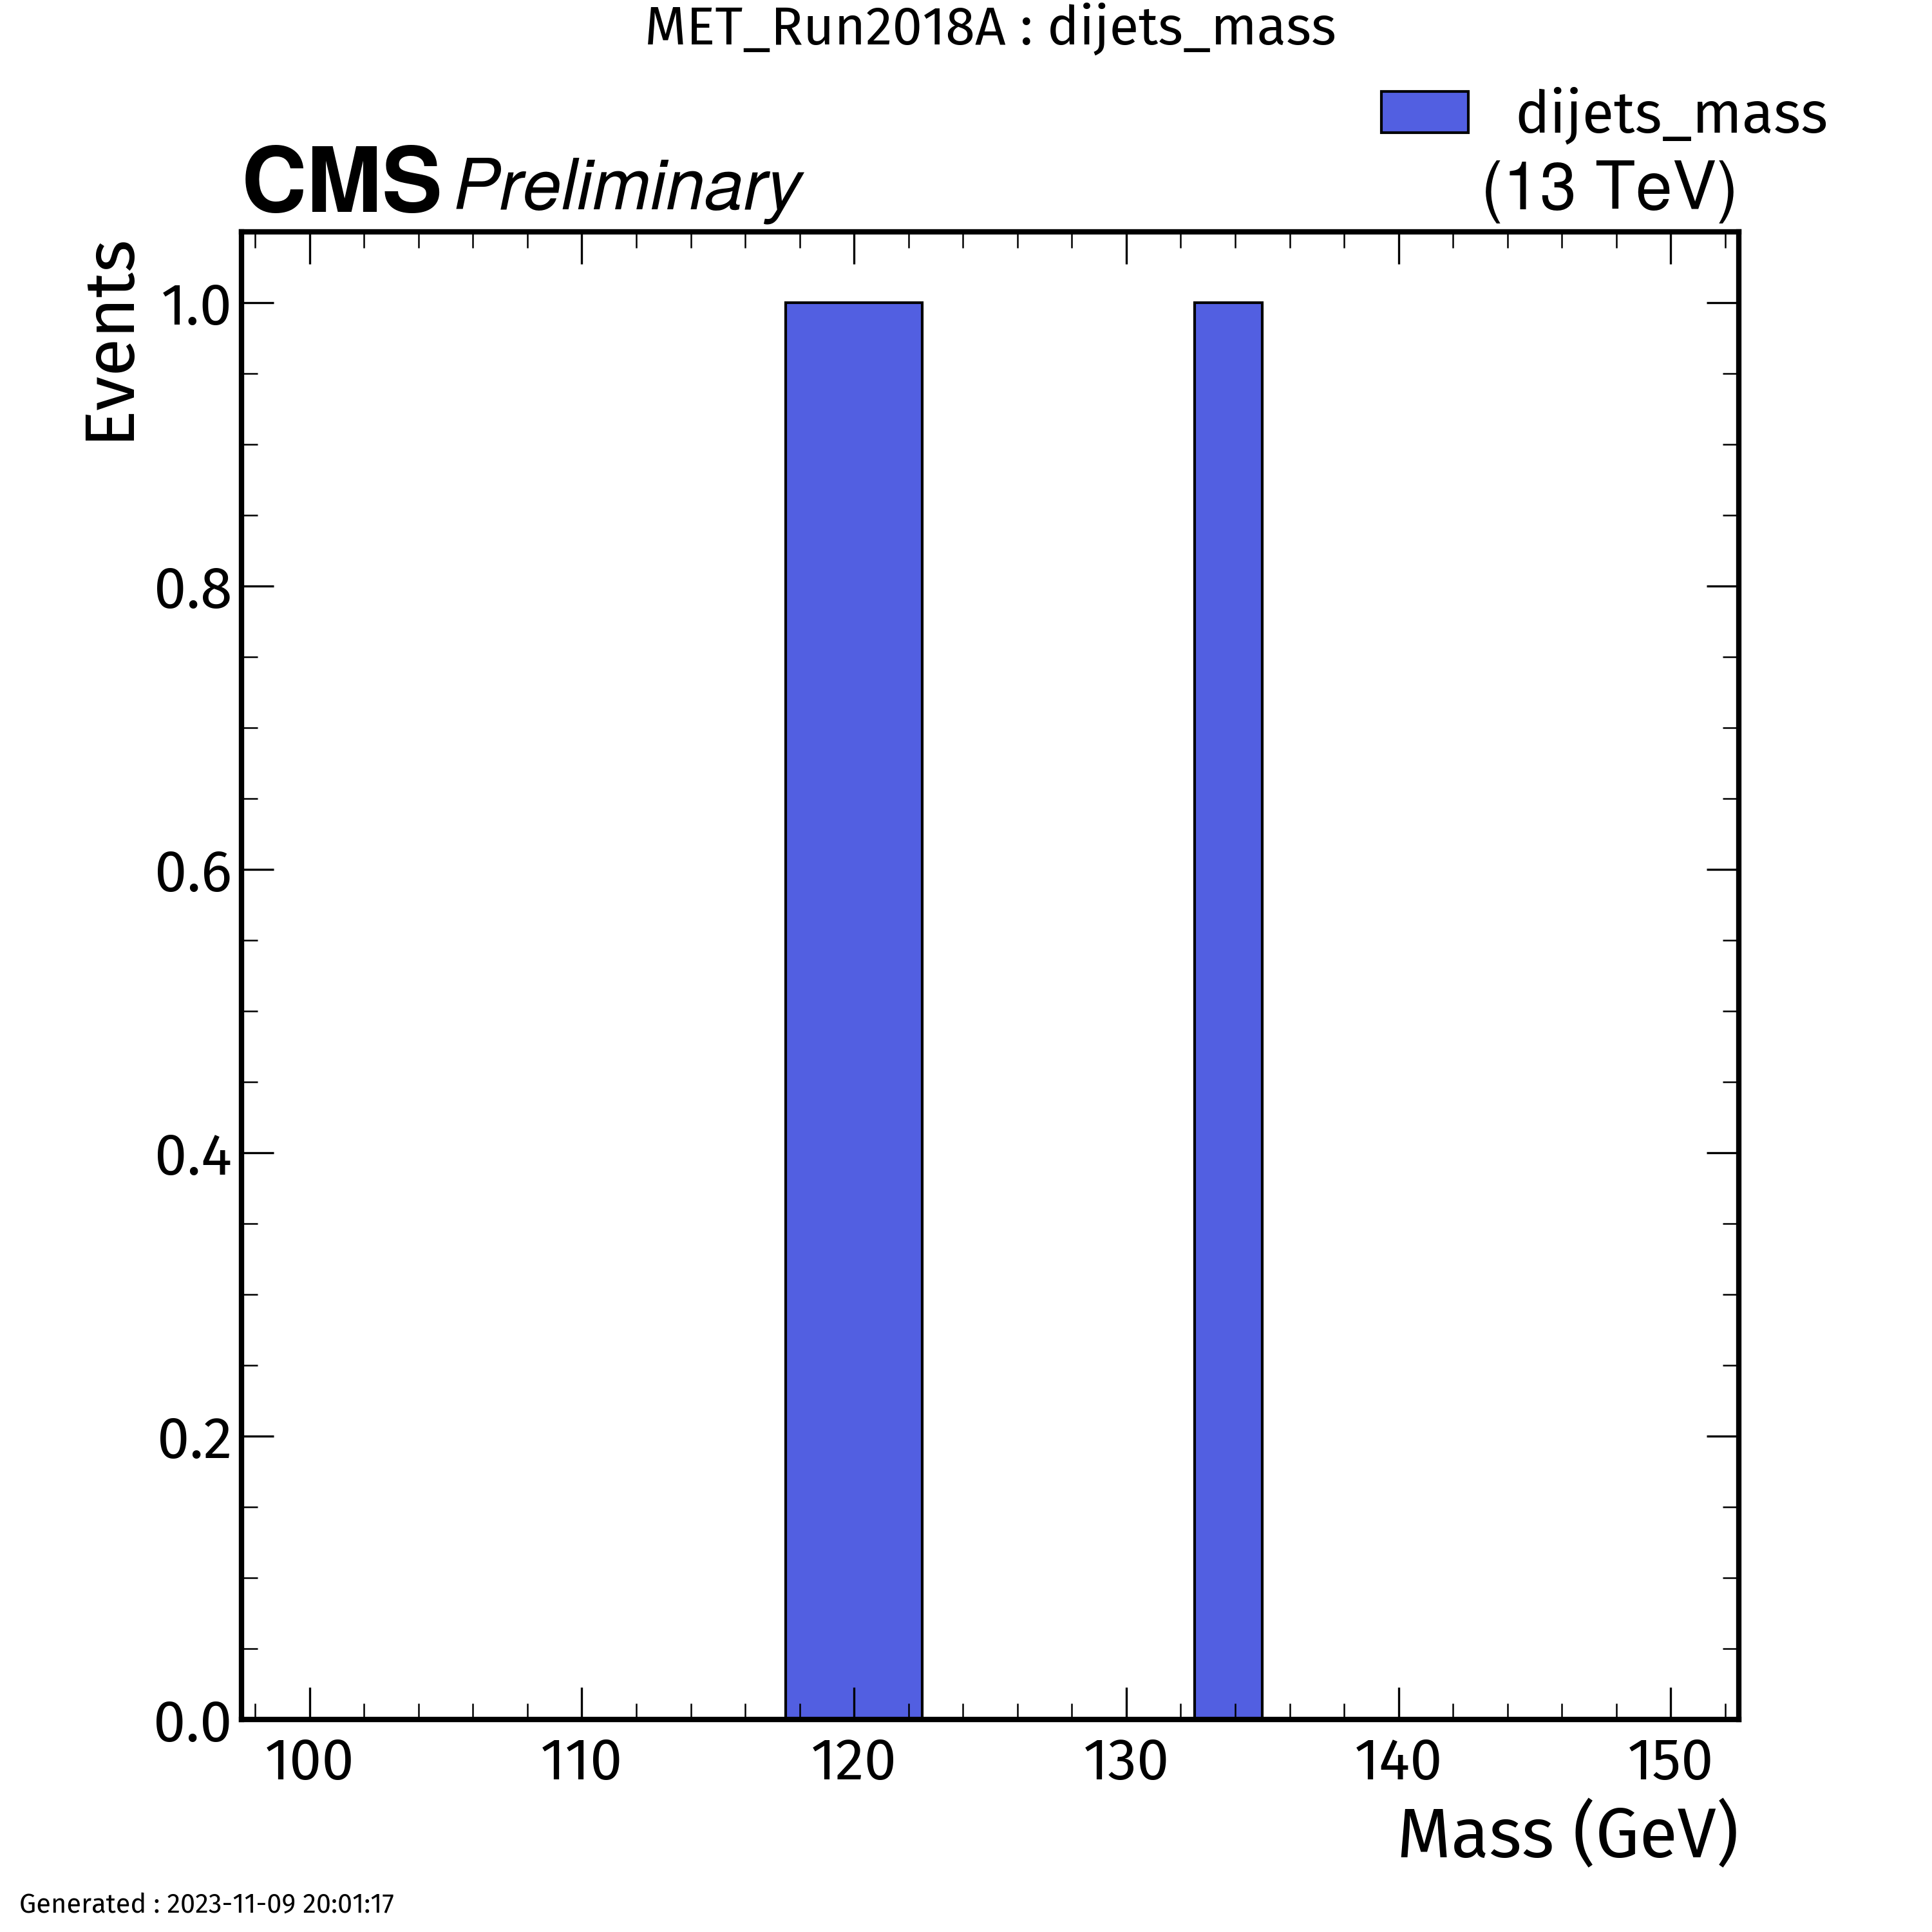 MET_Run2018A : dijets_mass
dijets_mass
CMS Preliminary (13 TeV)
Events
1.0
0.8
0.6
0.4
0.2
0.0
100 110 120 130 140 150
Mass (GeV)
Generated : 2023-11-09 20:01:17